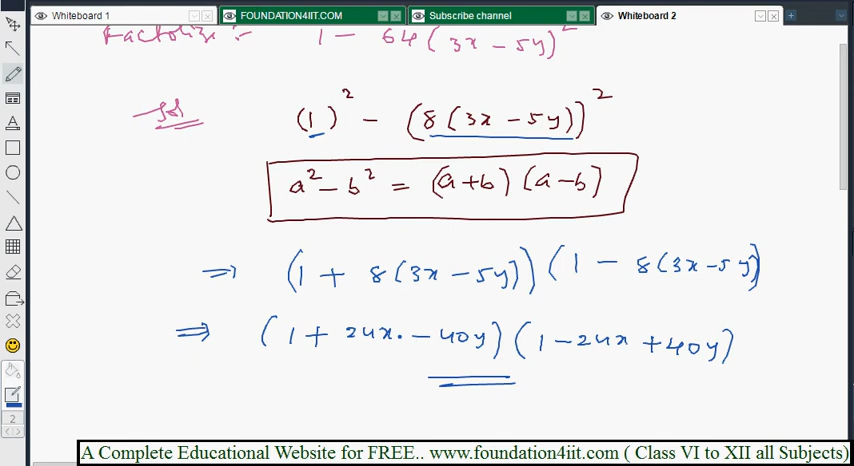 Whiteboard 1 FOUNDATION4IIT.COM Subscribe channel Whiteboard 2
Factorize :- 1 - 64(3x - 5y)²
Sol (1)² - (8(3x - 5y))²
a² - b² = (a+b) (a-b)
⇒ (1 + 8(3x - 5y)) (1 - 8(3x-5y)
⇒ (1 + 24x. - 40y) (1 - 24x + 40y)
2
A Complete Educational Website for FREE.. www.foundation4iit.com ( Class VI to XII all Subjects)